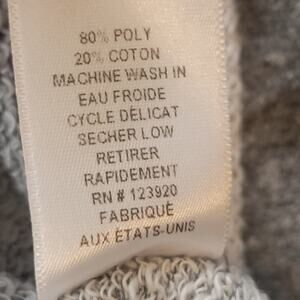 80% POLY
20% COTON
MACHINE WASH IN
EAU FROIDE
CYCLE DÉLICAT
SECHER LOW
RETIRER
RAPIDEMENT
RN # 123920
FABRIQUÉ
AUX ÉTATS-UNIS